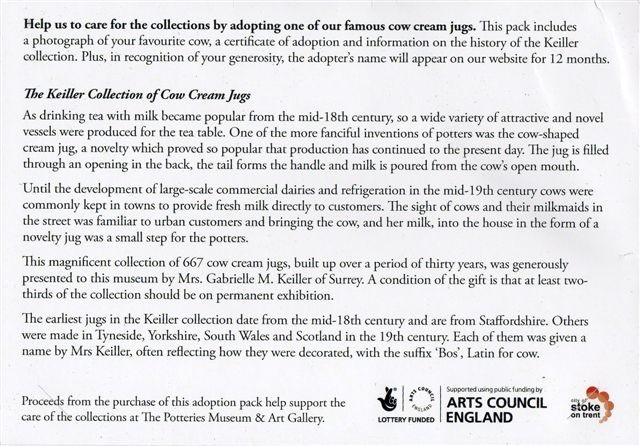 Help us to care for the collections by adopting one of our famous cow cream jugs. This pack includes
a photograph of your favourite cow, a certificate of adoption and information on the history of the Keiller
collection. Plus, in recognition of your generosity, the adopter's name will appear on our website for 12 months.
The Keiller Collection of Cow Cream Jugs
As drinking tea with milk became popular from the mid-18th century, so a wide variety of attractive and novel
vessels were produced for the tea table. One of the more fanciful inventions of potters was the cow-shaped
cream jug, a novelty which proved so popular that production has continued to the present day. The jug is filled
through an opening in the back, the tail forms the handle and milk is poured from the cow's open mouth.
Until the development of large-scale commercial dairies and refrigeration in the mid-19th century cows were
commonly kept in towns to provide fresh milk directly to customers. The sight of cows and their milkmaids in
the street was familiar to urban customers and bringing the cow, and her milk, into the house in the form of a
novelty jug was a small step for the potters.
This magnificent collection of 667 cow cream jugs, built up over a period of thirty years, was generously
presented to this museum by Mrs. Gabrielle M. Keiller of Surrey. A condition of the gift is that at least two-
thirds of the collection should be on permanent exhibition.
The earliest jugs in the Keiller collection date from the mid-18th century and are from Staffordshire. Others
were made in Tyneside, Yorkshire, South Wales and Scotland in the 19th century. Each of them was given a
name by Mrs Keiller, often reflecting how they were decorated, with the suffix 'Bos', Latin for cow.
Proceeds from the purchase of this adoption pack help support the
care of the collections at The Potteries Museum & Art Gallery.
LOTTERY FUNDED
ARTS COUNCIL
ENGLAND
Supported using public funding by
ARTS COUNCIL
ENGLAND
city of
stoke
on trent